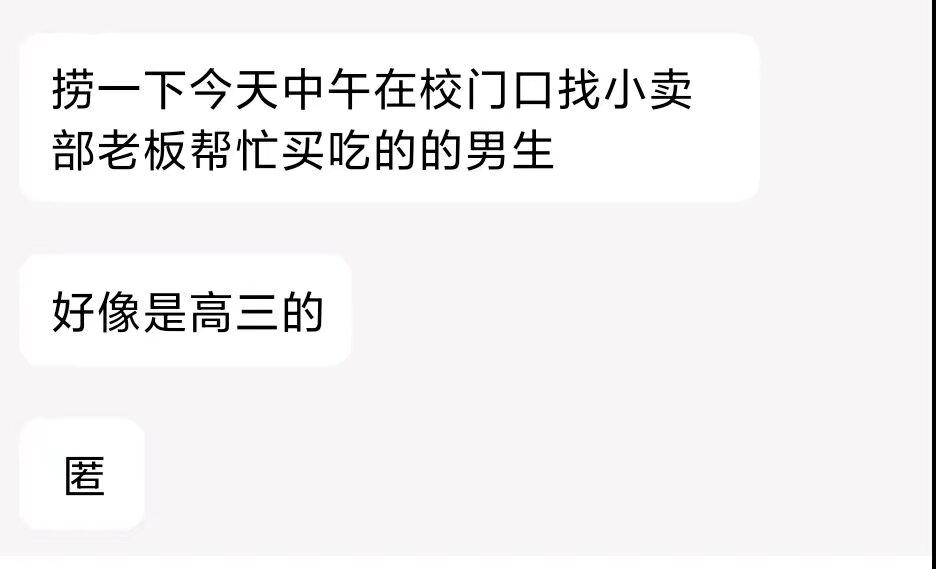 捞一下今天中午在校门口找小卖
部老板帮忙买吃的的男生
好像是高三的
匿